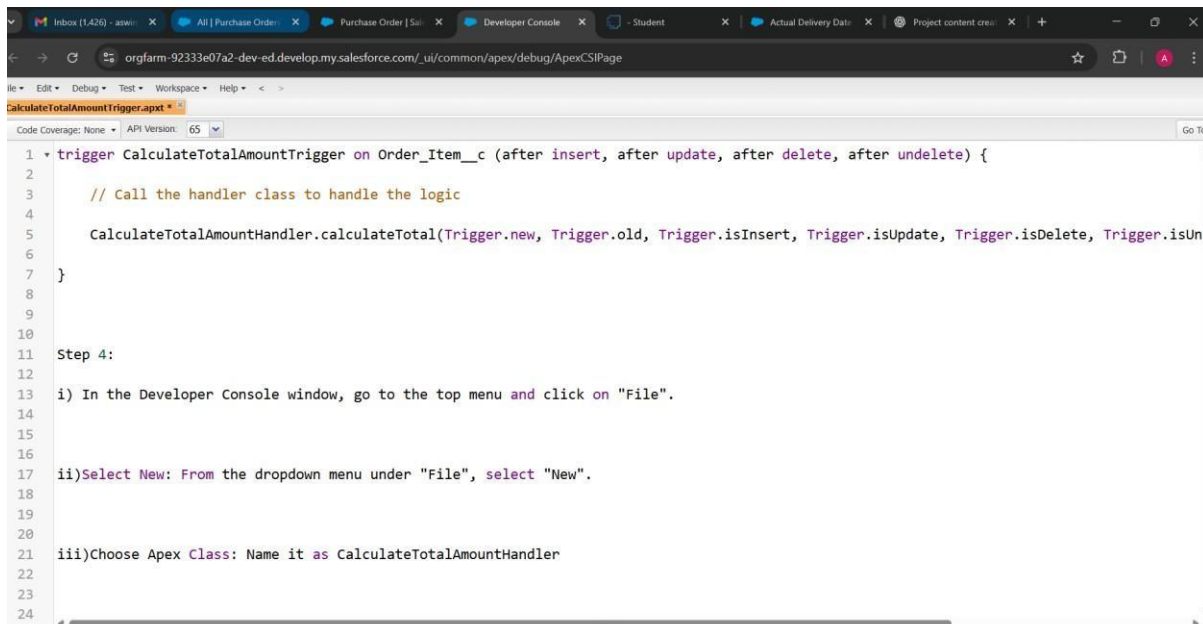 Inbox (1,426) - aswin
All | Purchase Orders
Purchase Order | Sal
Developer Console
- Student
Actual Delivery Date
Project content crea
orgfarm-92333e07a2-dev-ed.develop.my.salesforce.com/_ui/common/apex/debug/ApexCSIPage
A
ile Edit Debug Test Workspace Help < >
CalculateTotalAmountTrigger.apxt *
Code Coverage: None API Version: 65 Go To
1 trigger CalculateTotalAmountTrigger on Order_Item__c (after insert, after update, after delete, after undelete) {
2
3 // Call the handler class to handle the logic
4
5 CalculateTotalAmountHandler.calculateTotal(Trigger.new, Trigger.old, Trigger.isInsert, Trigger.isUpdate, Trigger.isDelete, Trigger.isUn
6
7 }
8
9
10
11 Step 4:
12
13 i) In the Developer Console window, go to the top menu and click on "File".
14
15
16
17 ii)Select New: From the dropdown menu under "File", select "New".
18
19
20
21 iii)Choose Apex Class: Name it as CalculateTotalAmountHandler
22
23
24